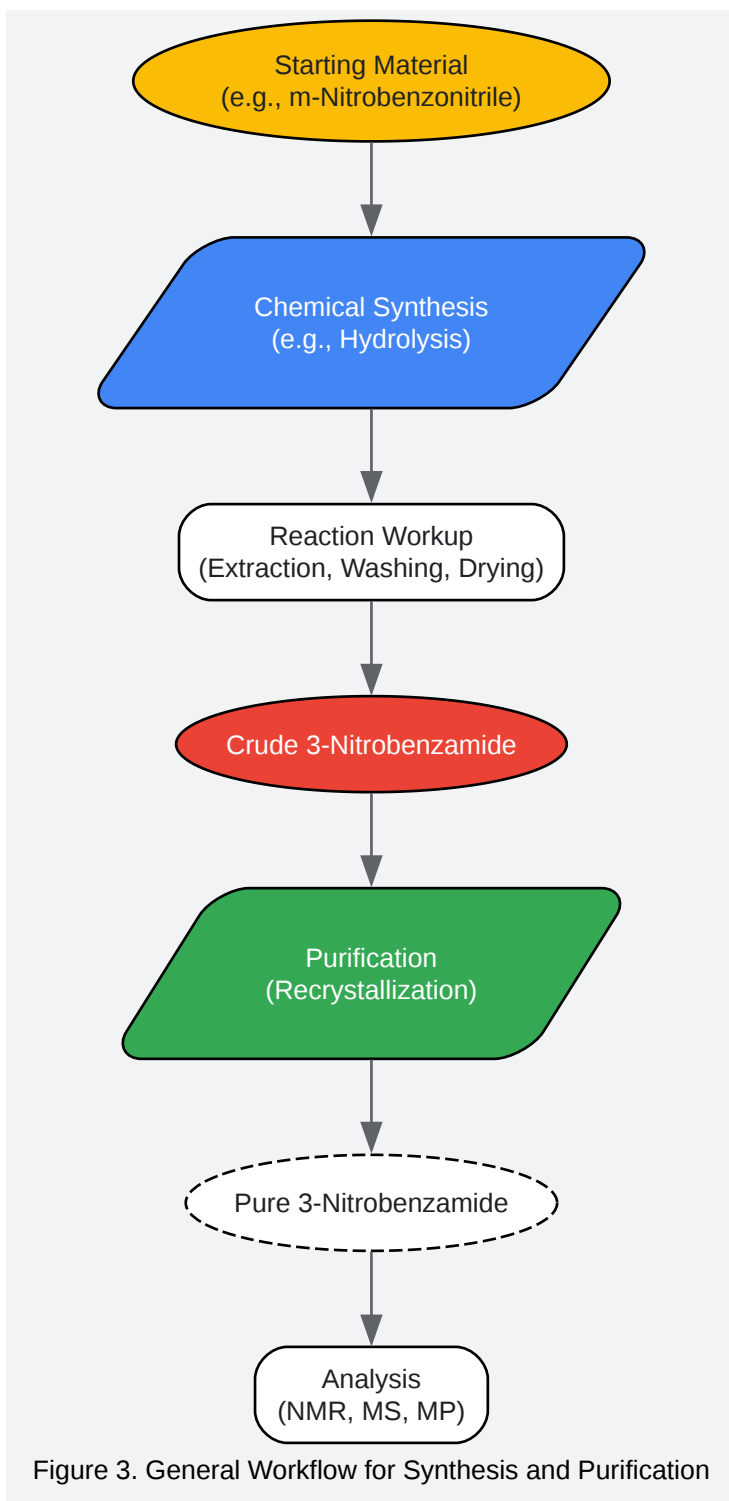 Starting Material
(e.g., m-Nitrobenzonitrile)
Chemical Synthesis
(e.g., Hydrolysis)
Reaction Workup
(Extraction, Washing, Drying)
Crude 3-Nitrobenzamide
Purification
(Recrystallization)
Pure 3-Nitrobenzamide
Analysis
(NMR, MS, MP)
Figure 3. General Workflow for Synthesis and Purification